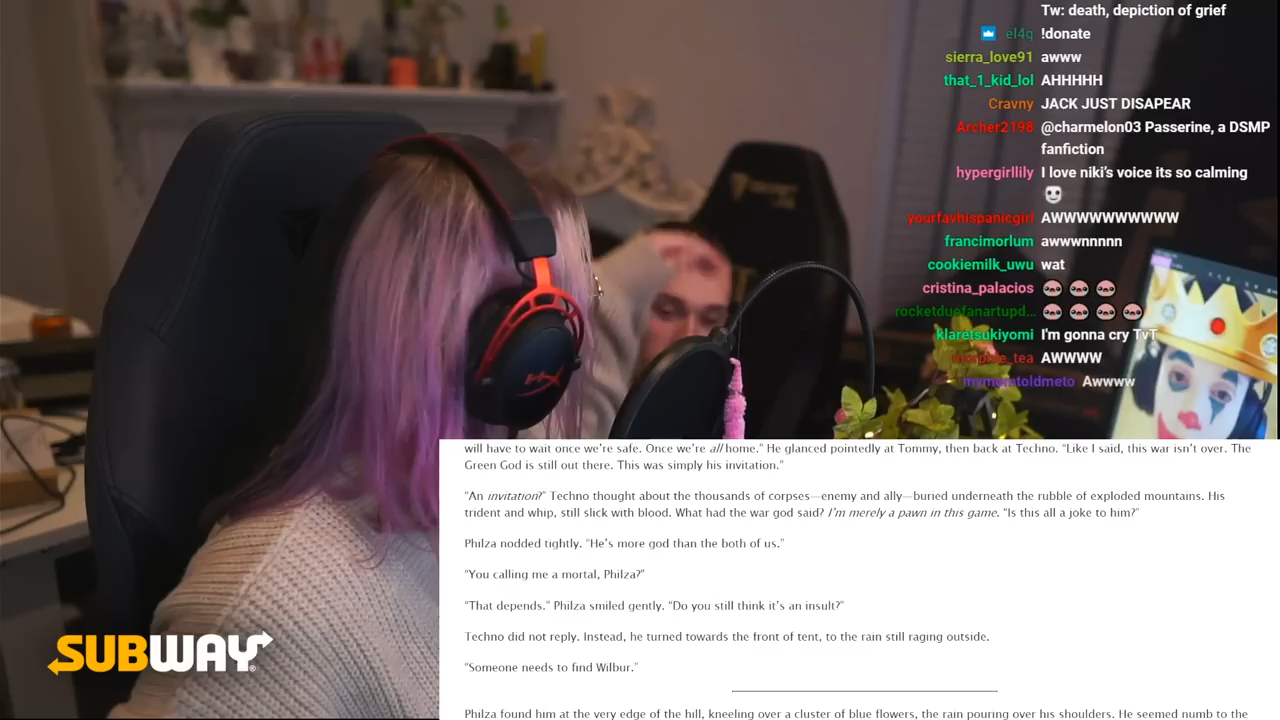 Tw: death, depiction of grief
el4q !donate
sierra_love91 awww
that_1_kid_lol AHHHHH
Cravny JACK JUST DISAPEAR
Archer2198 @charmelon03 Passerine, a DSMP
fanfiction
hypergirllily I love niki's voice its so calming
yourfavhispanicgirl AWWWWWWWWWW
francimorlum awwwnnnnn
cookiemilk_uwu wat
cristina_palacios
rocketduofanartupd...
klaretsukiyomi I'm gonna cry TvT
AWWWW
mymomtoldmeto Awwww
will have to wait once we're safe. Once we're all home." He glanced pointedly at Tommy, then back at Techno. "Like I said, this war isn't over. The
Green God is still out there. This was simply his invitation."
"An invitation?" Techno thought about the thousands of corpses—enemy and ally—buried underneath the rubble of exploded mountains. His
trident and whip, still slick with blood. What had the war god said? I'm merely a pawn in this game. "Is this all a joke to him?"
Philza nodded tightly. "He's more god than the both of us."
"You calling me a mortal, Philza?"
"That depends." Philza smiled gently. "Do you still think it's an insult?"
Techno did not reply. Instead, he turned towards the front of tent, to the rain still raging outside.
"Someone needs to find Wilbur."
Philza found him at the very edge of the hill, kneeling over a cluster of blue flowers, the rain pouring over his shoulders. He seemed numb to the
SUBWAY
HX